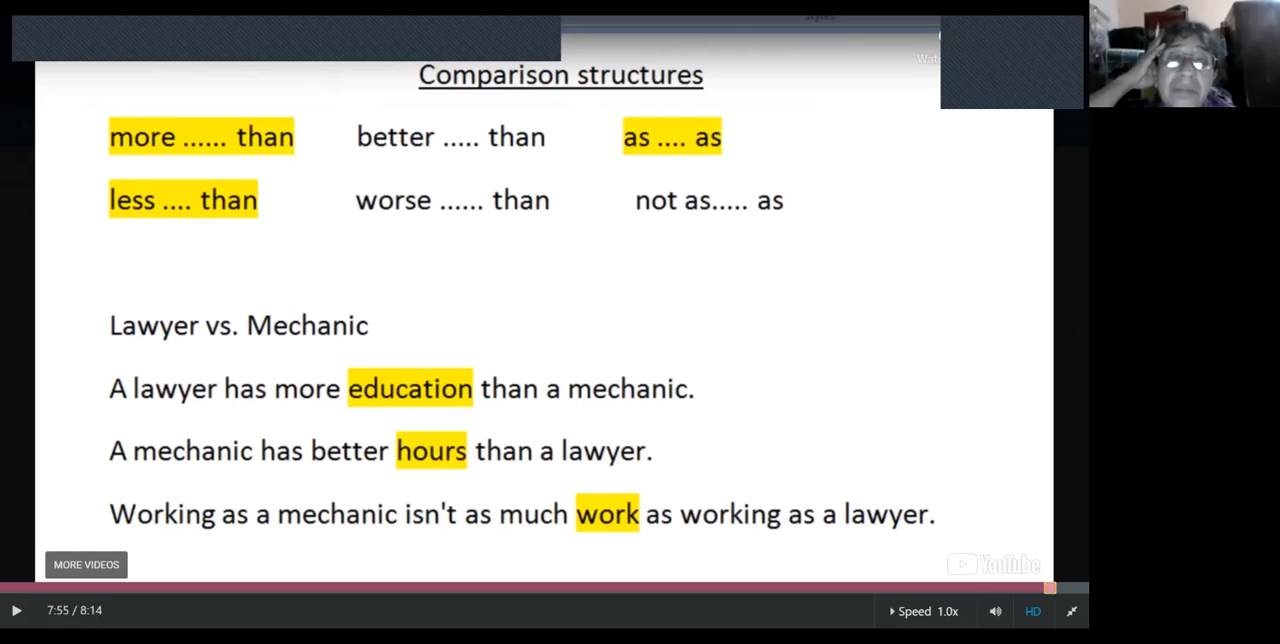 Comparison structures
more ...... than better ..... than as .... as
less .... than worse ...... than not as..... as
Lawyer vs. Mechanic
A lawyer has more education than a mechanic.
A mechanic has better hours than a lawyer.
Working as a mechanic isn't as much work as working as a lawyer.
MORE VIDEOS
YouTube
7:55 / 8:14
Speed 1.0x
HD